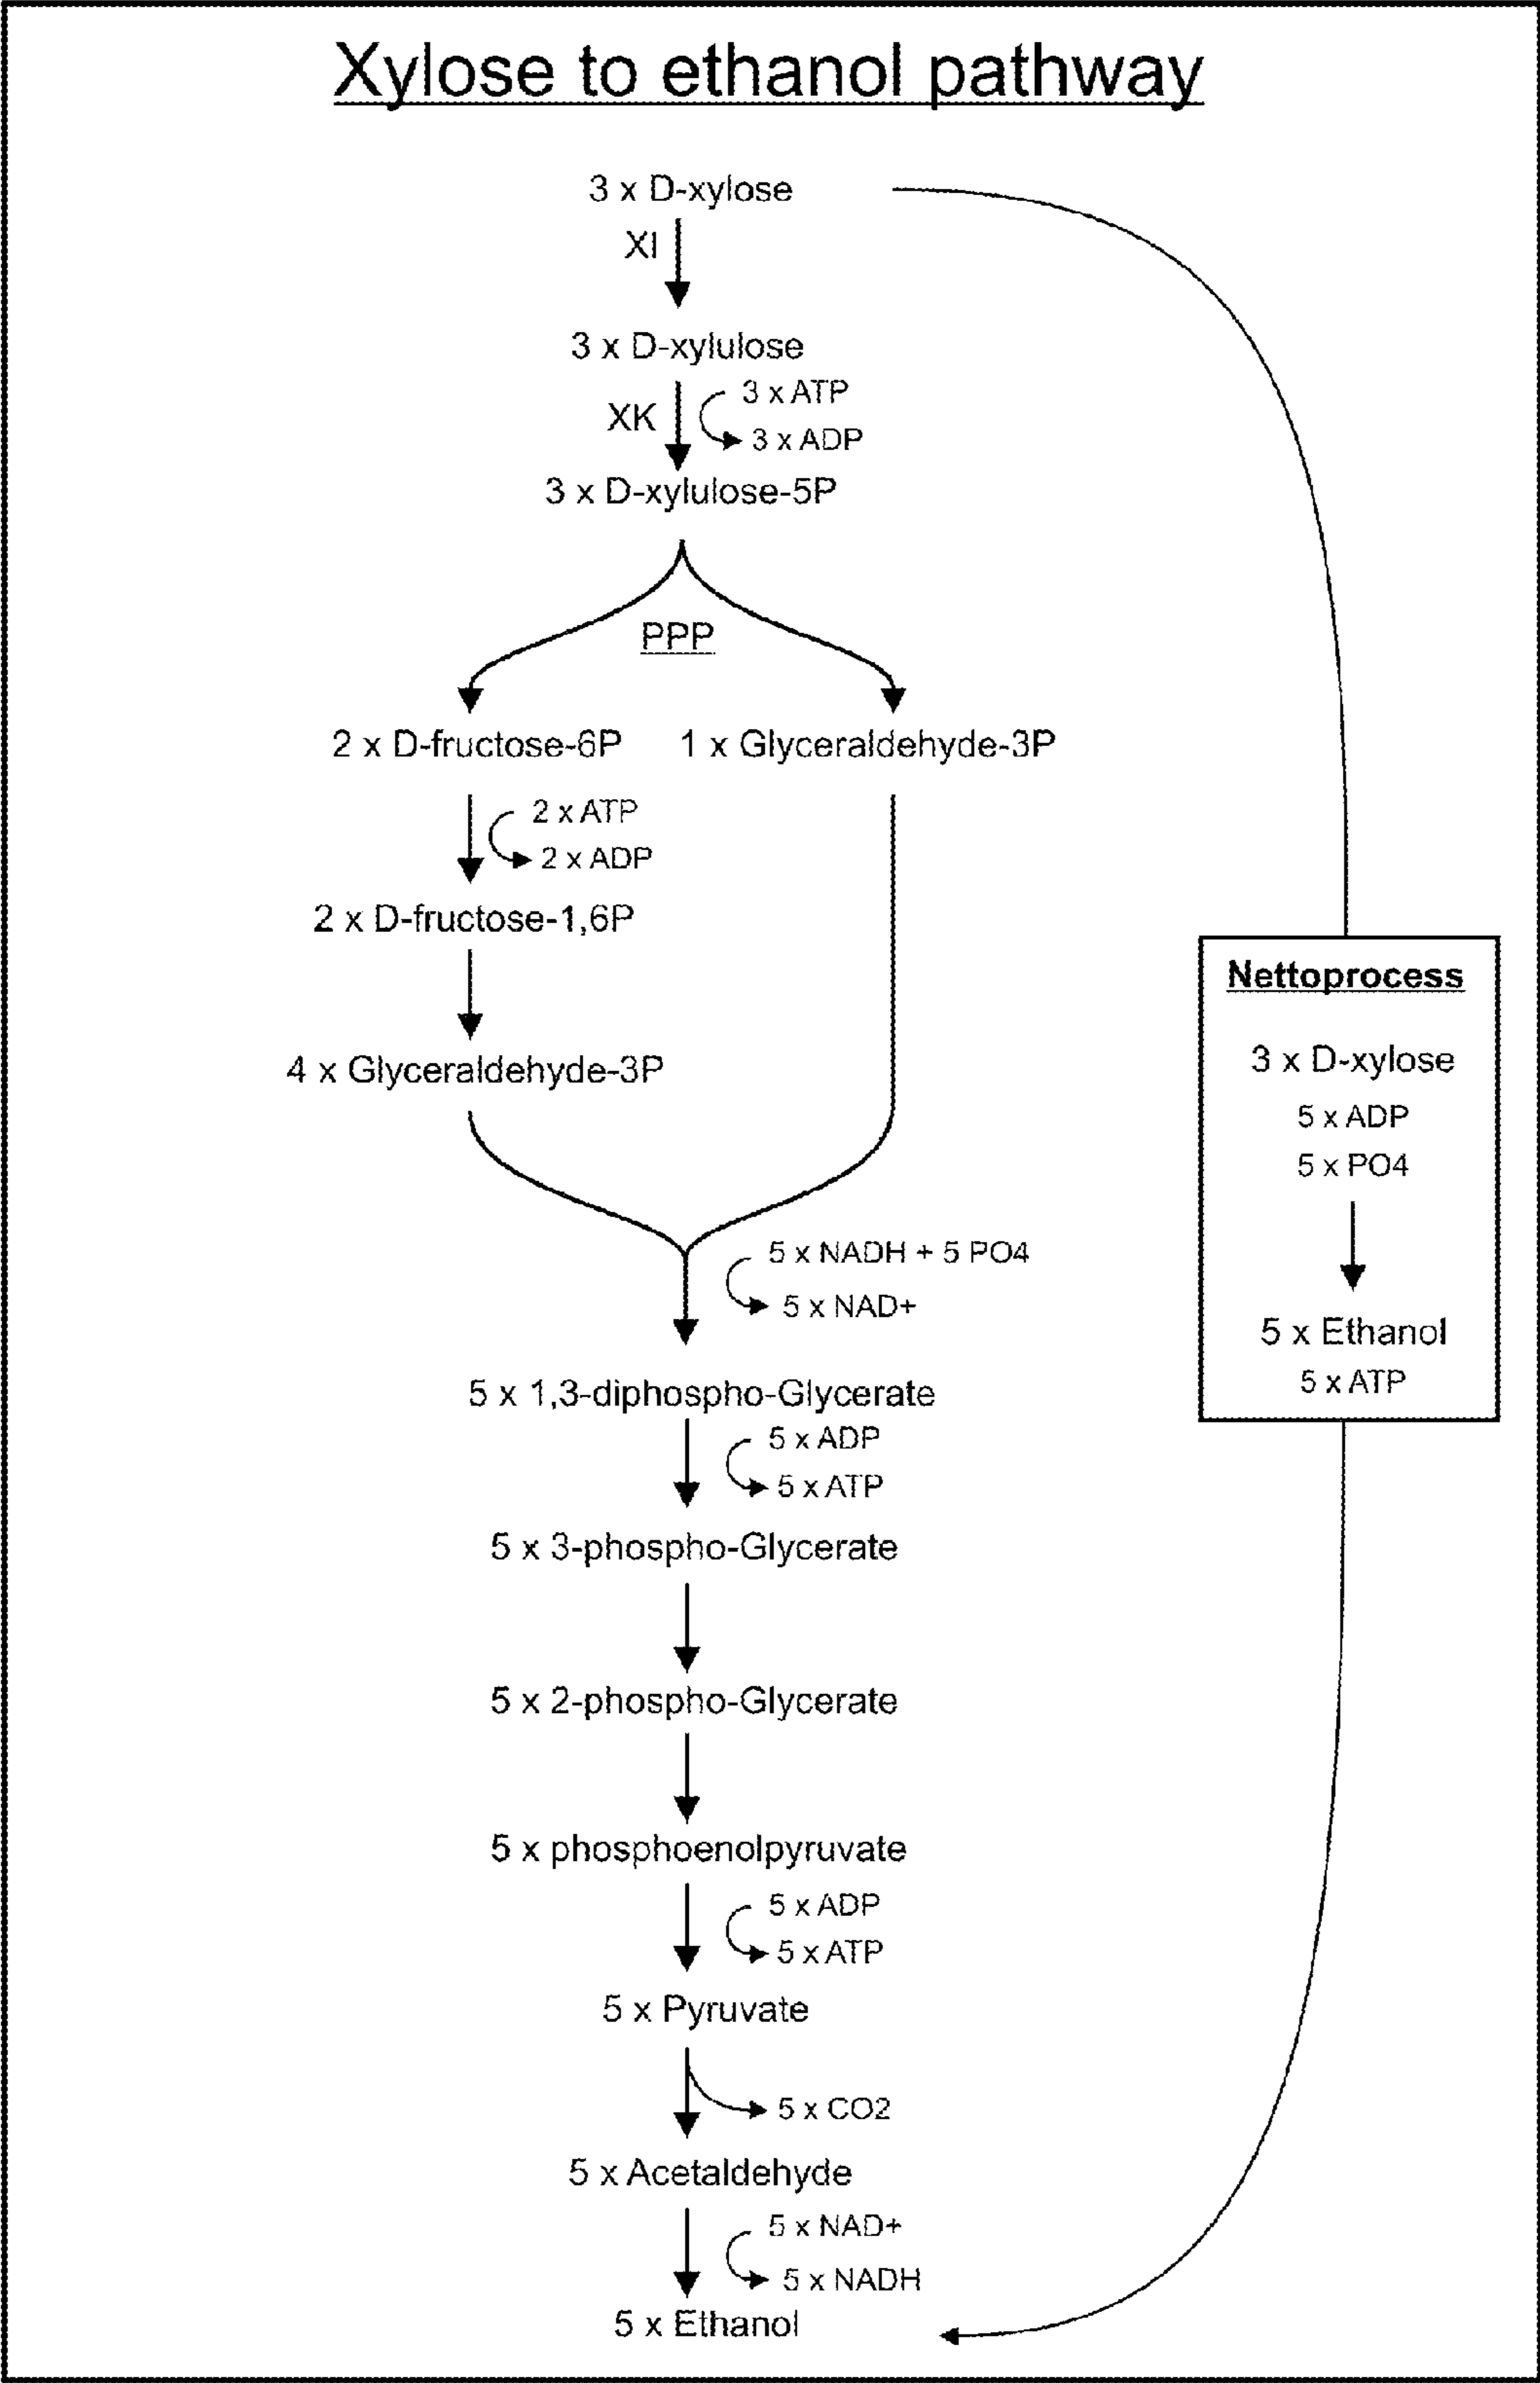 Xylose to ethanol pathway
3 x D-xylose
XI
3 x D-xylulose
XK
3 x ATP
3 x ADP
3 x D-xylulose-5P
PPP
2 x D-fructose-6P
1 x Glyceraldehyde-3P
2 x ATP
2 x ADP
2 x D-fructose-1,6P
4 x Glyceraldehyde-3P
5 x NADH + 5 PO4
5 x NAD+
5 x 1,3-diphospho-Glycerate
5 x ADP
5 x ATP
5 x 3-phospho-Glycerate
5 x 2-phospho-Glycerate
5 x phosphoenolpyruvate
5 x ADP
5 x ATP
5 x Pyruvate
5 x CO2
5 x Acetaldehyde
5 x NAD+
5 x NADH
5 x Ethanol
Nettoprocess
3 x D-xylose
5 x ADP
5 x PO4
5 x Ethanol
5 x ATP